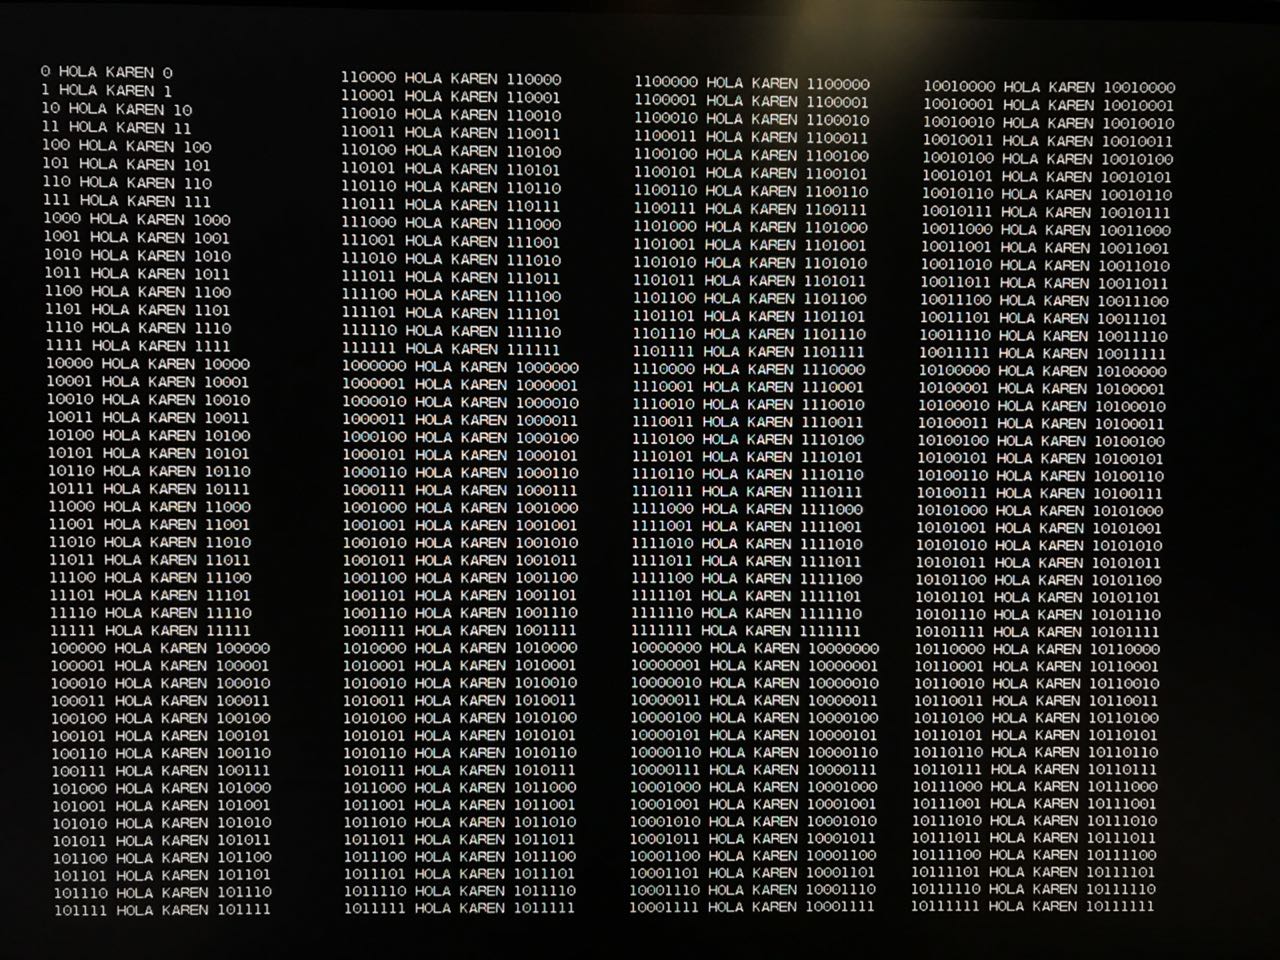 0 HOLA KAREN 0
1 HOLA KAREN 1
10 HOLA KAREN 10
11 HOLA KAREN 11
100 HOLA KAREN 100
101 HOLA KAREN 101
110 HOLA KAREN 110
111 HOLA KAREN 111
1000 HOLA KAREN 1000
1001 HOLA KAREN 1001
1010 HOLA KAREN 1010
1011 HOLA KAREN 1011
1100 HOLA KAREN 1100
1101 HOLA KAREN 1101
1110 HOLA KAREN 1110
1111 HOLA KAREN 1111
10000 HOLA KAREN 10000
10001 HOLA KAREN 10001
10010 HOLA KAREN 10010
10011 HOLA KAREN 10011
10100 HOLA KAREN 10100
10101 HOLA KAREN 10101
10110 HOLA KAREN 10110
10111 HOLA KAREN 10111
11000 HOLA KAREN 11000
11001 HOLA KAREN 11001
11010 HOLA KAREN 11010
11011 HOLA KAREN 11011
11100 HOLA KAREN 11100
11101 HOLA KAREN 11101
11110 HOLA KAREN 11110
11111 HOLA KAREN 11111
100000 HOLA KAREN 100000
100001 HOLA KAREN 100001
100010 HOLA KAREN 100010
100011 HOLA KAREN 100011
100100 HOLA KAREN 100100
100101 HOLA KAREN 100101
100110 HOLA KAREN 100110
100111 HOLA KAREN 100111
101000 HOLA KAREN 101000
101001 HOLA KAREN 101001
101010 HOLA KAREN 101010
101011 HOLA KAREN 101011
101100 HOLA KAREN 101100
101101 HOLA KAREN 101101
101110 HOLA KAREN 101110
101111 HOLA KAREN 101111
110000 HOLA KAREN 110000
110001 HOLA KAREN 110001
110010 HOLA KAREN 110010
110011 HOLA KAREN 110011
110100 HOLA KAREN 110100
110101 HOLA KAREN 110101
110110 HOLA KAREN 110110
110111 HOLA KAREN 110111
111000 HOLA KAREN 111000
111001 HOLA KAREN 111001
111010 HOLA KAREN 111010
111011 HOLA KAREN 111011
111100 HOLA KAREN 111100
111101 HOLA KAREN 111101
111110 HOLA KAREN 111110
111111 HOLA KAREN 111111
1000000 HOLA KAREN 1000000
1000001 HOLA KAREN 1000001
1000010 HOLA KAREN 1000010
1000011 HOLA KAREN 1000011
1000100 HOLA KAREN 1000100
1000101 HOLA KAREN 1000101
1000110 HOLA KAREN 1000110
1000111 HOLA KAREN 1000111
1001000 HOLA KAREN 1001000
1001001 HOLA KAREN 1001001
1001010 HOLA KAREN 1001010
1001011 HOLA KAREN 1001011
1001100 HOLA KAREN 1001100
1001101 HOLA KAREN 1001101
1001110 HOLA KAREN 1001110
1001111 HOLA KAREN 1001111
1010000 HOLA KAREN 1010000
1010001 HOLA KAREN 1010001
1010010 HOLA KAREN 1010010
1010011 HOLA KAREN 1010011
1010100 HOLA KAREN 1010100
1010101 HOLA KAREN 1010101
1010110 HOLA KAREN 1010110
1010111 HOLA KAREN 1010111
1011000 HOLA KAREN 1011000
1011001 HOLA KAREN 1011001
1011010 HOLA KAREN 1011010
1011011 HOLA KAREN 1011011
1011100 HOLA KAREN 1011100
1011101 HOLA KAREN 1011101
1011110 HOLA KAREN 1011110
1011111 HOLA KAREN 1011111
1100000 HOLA KAREN 1100000
1100001 HOLA KAREN 1100001
1100010 HOLA KAREN 1100010
1100011 HOLA KAREN 1100011
1100100 HOLA KAREN 1100100
1100101 HOLA KAREN 1100101
1100110 HOLA KAREN 1100110
1100111 HOLA KAREN 1100111
1101000 HOLA KAREN 1101000
1101001 HOLA KAREN 1101001
1101010 HOLA KAREN 1101010
1101011 HOLA KAREN 1101011
1101100 HOLA KAREN 1101100
1101101 HOLA KAREN 1101101
1101110 HOLA KAREN 1101110
1101111 HOLA KAREN 1101111
1110000 HOLA KAREN 1110000
1110001 HOLA KAREN 1110001
1110010 HOLA KAREN 1110010
1110011 HOLA KAREN 1110011
1110100 HOLA KAREN 1110100
1110101 HOLA KAREN 1110101
1110110 HOLA KAREN 1110110
1110111 HOLA KAREN 1110111
1111000 HOLA KAREN 1111000
1111001 HOLA KAREN 1111001
1111010 HOLA KAREN 1111010
1111011 HOLA KAREN 1111011
1111100 HOLA KAREN 1111100
1111101 HOLA KAREN 1111101
1111110 HOLA KAREN 1111110
1111111 HOLA KAREN 1111111
10000000 HOLA KAREN 10000000
10000001 HOLA KAREN 10000001
10000010 HOLA KAREN 10000010
10000011 HOLA KAREN 10000011
10000100 HOLA KAREN 10000100
10000101 HOLA KAREN 10000101
10000110 HOLA KAREN 10000110
10000111 HOLA KAREN 10000111
10001000 HOLA KAREN 10001000
10001001 HOLA KAREN 10001001
10001010 HOLA KAREN 10001010
10001011 HOLA KAREN 10001011
10001100 HOLA KAREN 10001100
10001101 HOLA KAREN 10001101
10001110 HOLA KAREN 10001110
10001111 HOLA KAREN 10001111
10010000 HOLA KAREN 10010000
10010001 HOLA KAREN 10010001
10010010 HOLA KAREN 10010010
10010011 HOLA KAREN 10010011
10010100 HOLA KAREN 10010100
10010101 HOLA KAREN 10010101
10010110 HOLA KAREN 10010110
10010111 HOLA KAREN 10010111
10011000 HOLA KAREN 10011000
10011001 HOLA KAREN 10011001
10011010 HOLA KAREN 10011010
10011011 HOLA KAREN 10011011
10011100 HOLA KAREN 10011100
10011101 HOLA KAREN 10011101
10011110 HOLA KAREN 10011110
10011111 HOLA KAREN 10011111
10100000 HOLA KAREN 10100000
10100001 HOLA KAREN 10100001
10100010 HOLA KAREN 10100010
10100011 HOLA KAREN 10100011
10100100 HOLA KAREN 10100100
10100101 HOLA KAREN 10100101
10100110 HOLA KAREN 10100110
10100111 HOLA KAREN 10100111
10101000 HOLA KAREN 10101000
10101001 HOLA KAREN 10101001
10101010 HOLA KAREN 10101010
10101011 HOLA KAREN 10101011
10101100 HOLA KAREN 10101100
10101101 HOLA KAREN 10101101
10101110 HOLA KAREN 10101110
10101111 HOLA KAREN 10101111
10110000 HOLA KAREN 10110000
10110001 HOLA KAREN 10110001
10110010 HOLA KAREN 10110010
10110011 HOLA KAREN 10110011
10110100 HOLA KAREN 10110100
10110101 HOLA KAREN 10110101
10110110 HOLA KAREN 10110110
10110111 HOLA KAREN 10110111
10111000 HOLA KAREN 10111000
10111001 HOLA KAREN 10111001
10111010 HOLA KAREN 10111010
10111011 HOLA KAREN 10111011
10111100 HOLA KAREN 10111100
10111101 HOLA KAREN 10111101
10111110 HOLA KAREN 10111110
10111111 HOLA KAREN 10111111